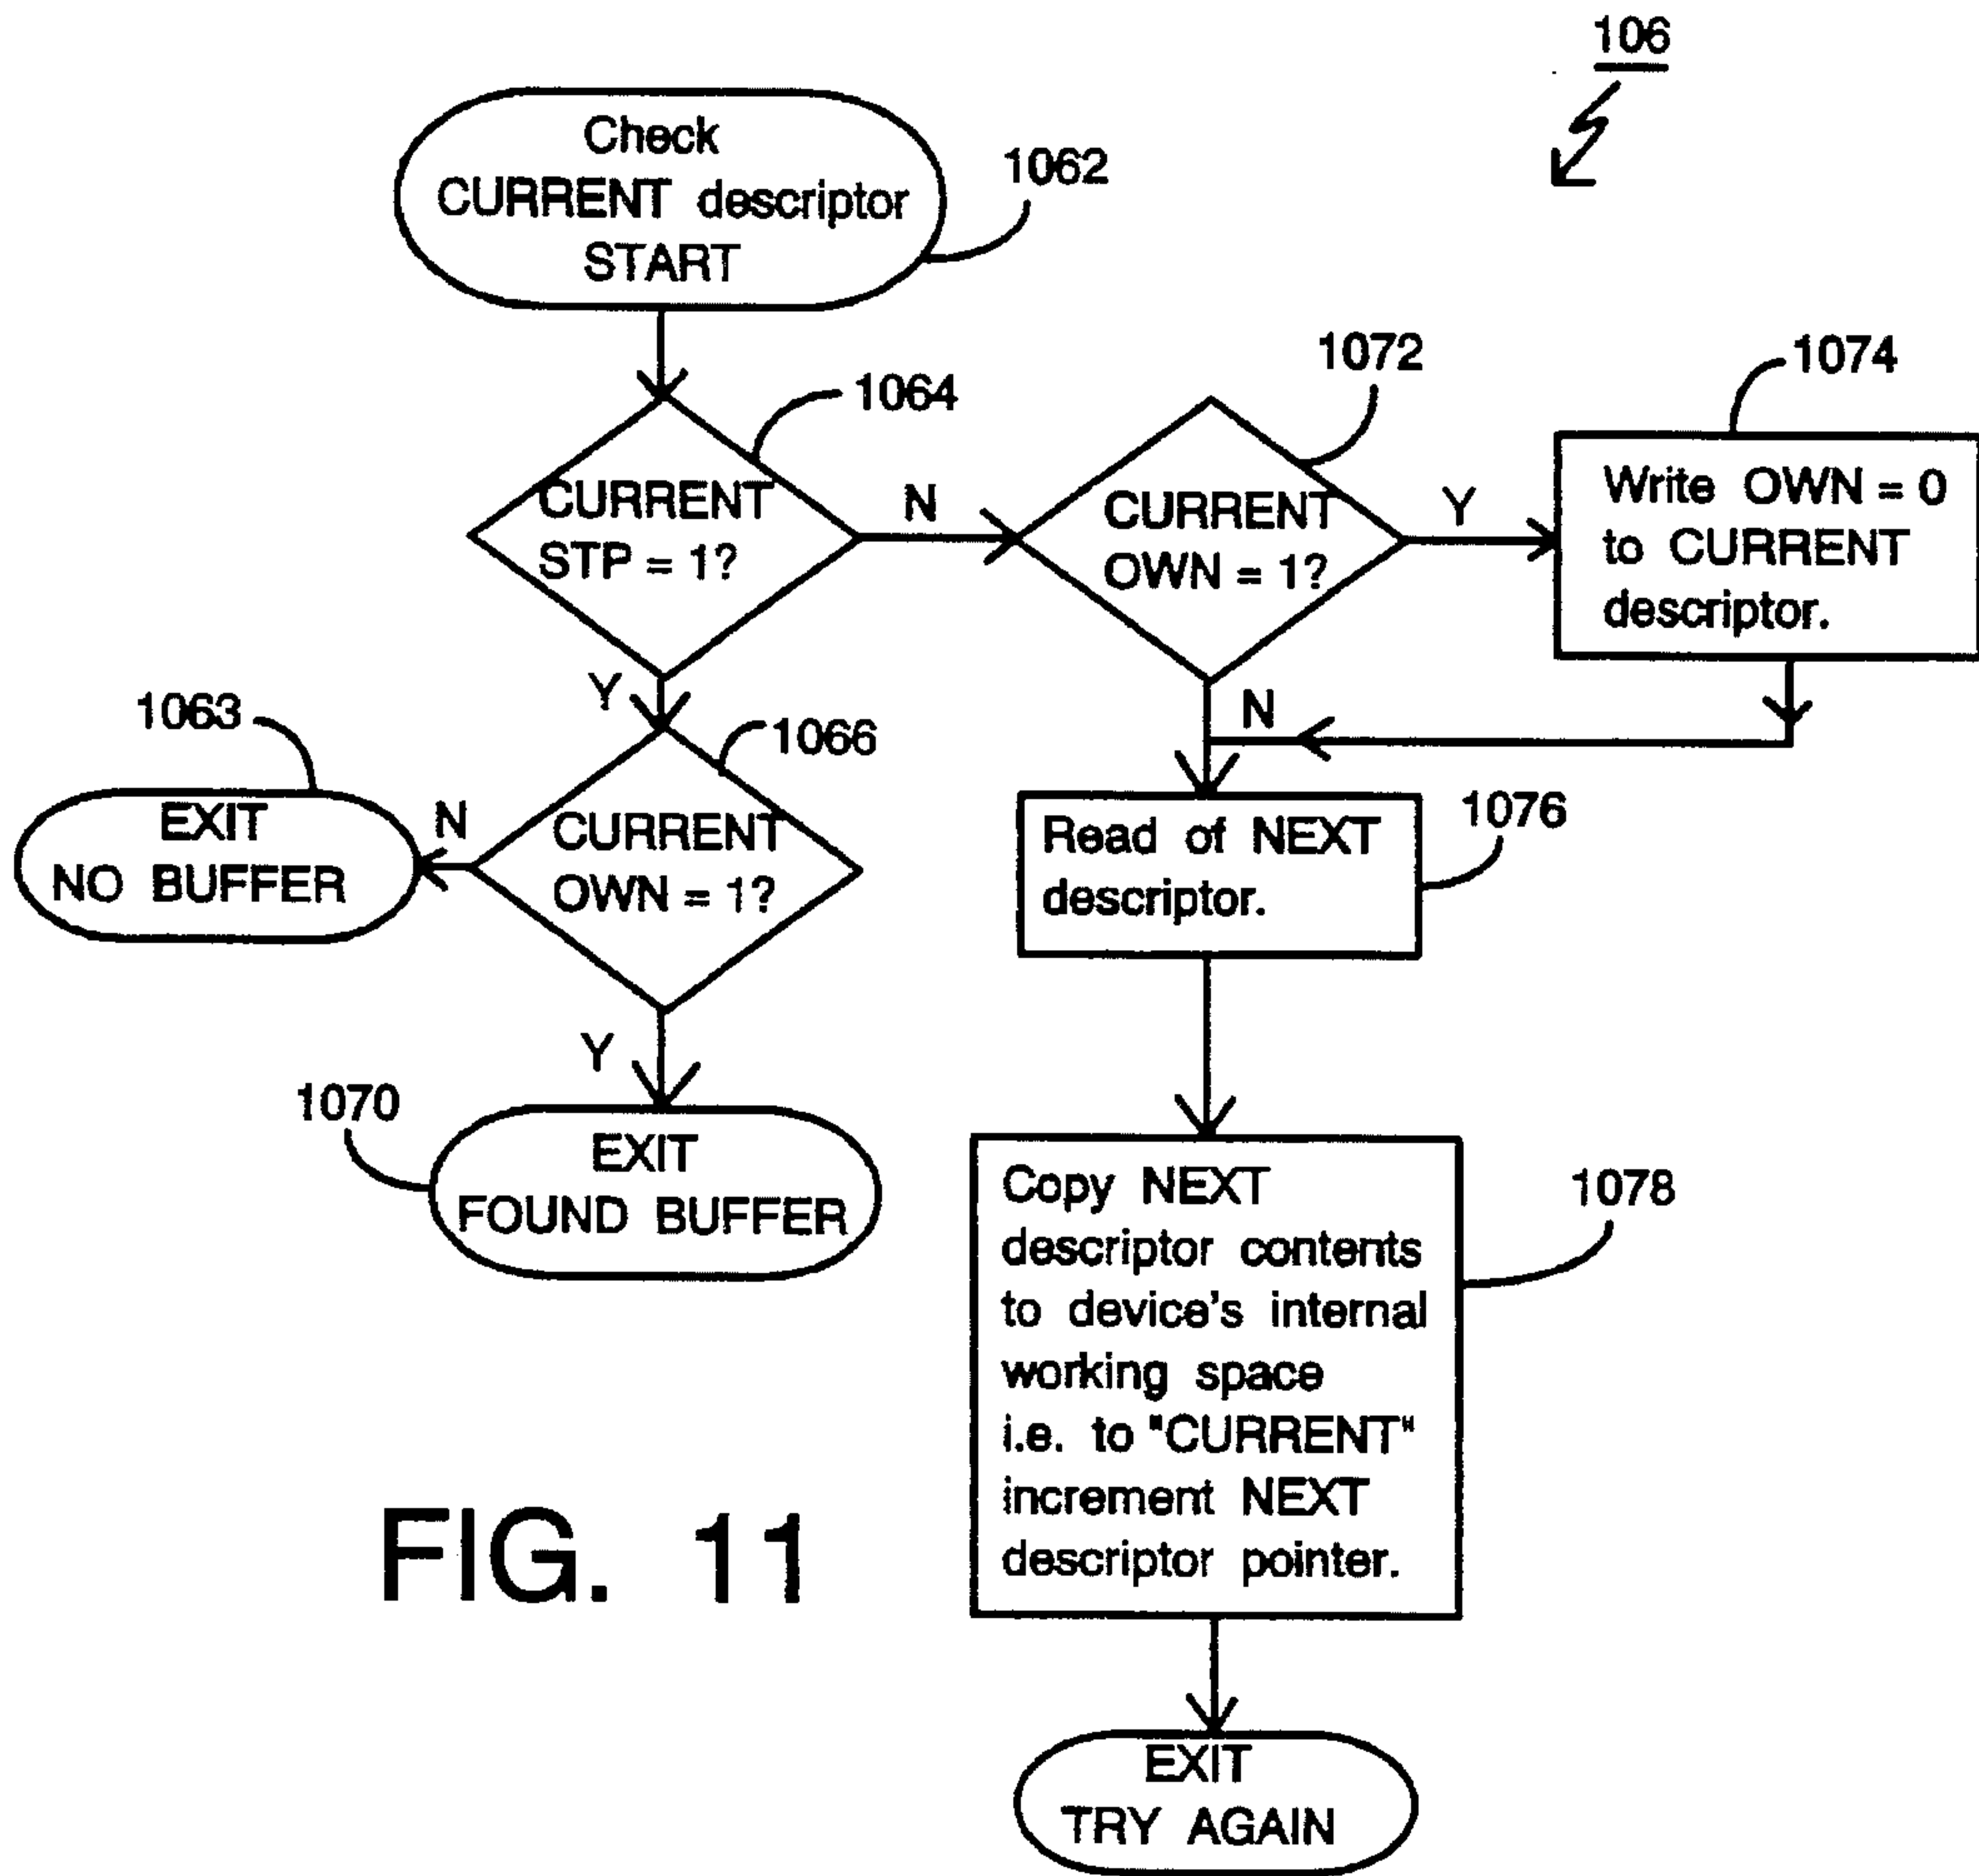 106
Check
CURRENT descriptor
START
1062
1064
CURRENT
STP = 1?
N
Y
1072
CURRENT
OWN = 1?
Y
N
1074
Write OWN = 0
to CURRENT
descriptor.
1063
EXIT
NO BUFFER
N
1066
CURRENT
OWN = 1?
Y
1070
EXIT
FOUND BUFFER
1076
Read of NEXT
descriptor.
1078
Copy NEXT
descriptor contents
to device's internal
working space
i.e. to "CURRENT"
increment NEXT
descriptor pointer.
EXIT
TRY AGAIN
FIG. 11